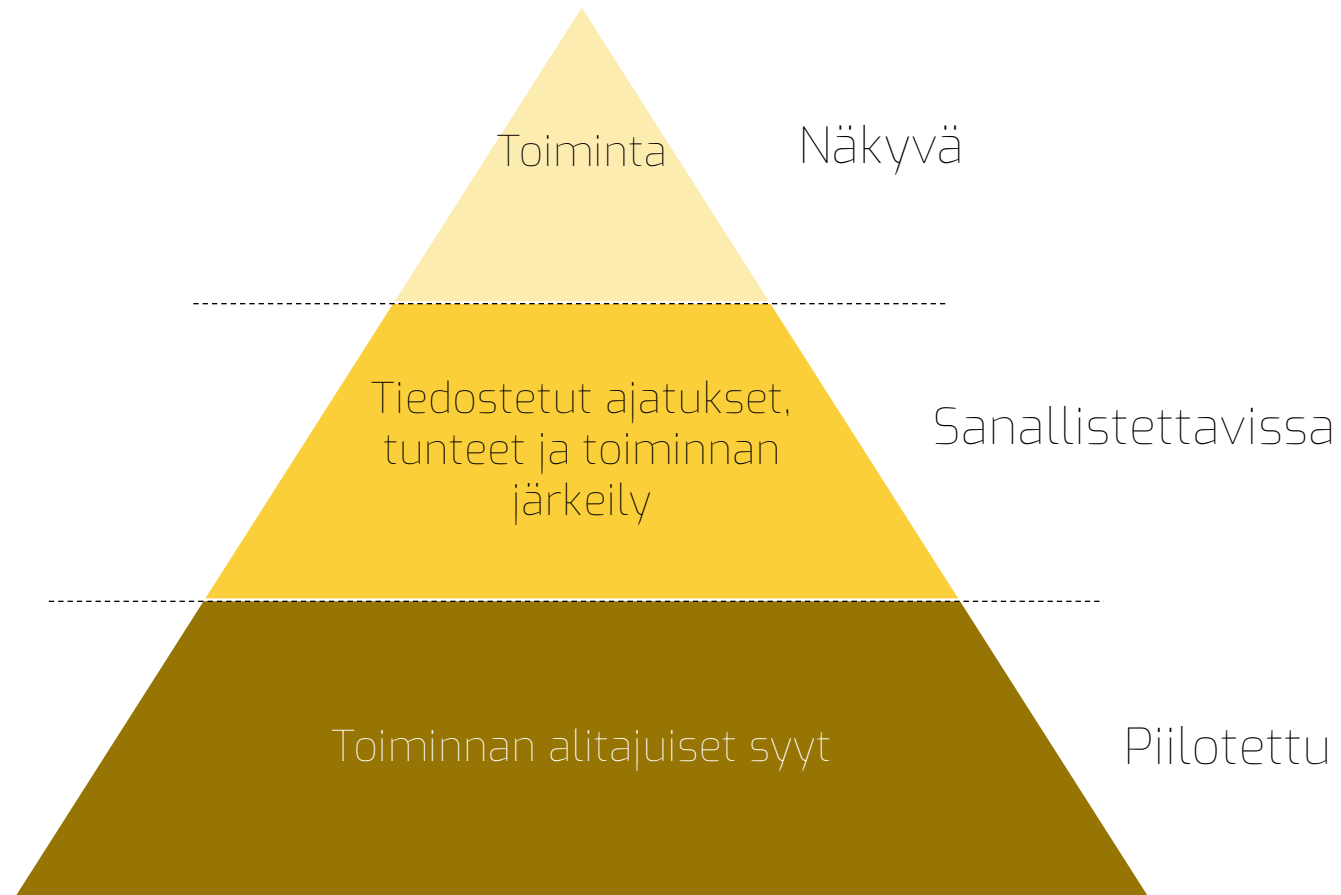 Toiminta
Näkyvä
Tiedostetut ajatukset,
tunteet ja toiminnan
järkeily
Sanallistettavissa
Toiminnan alitajuiset syyt
Piilotettu